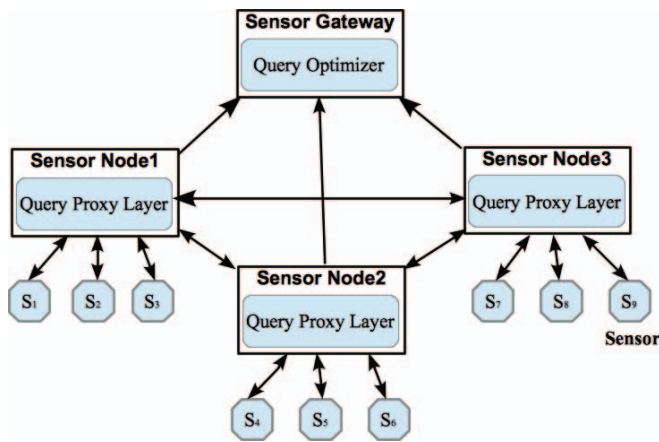 Sensor Gateway
Query Optimizer
Sensor Node1
Query Proxy Layer
Sensor Node3
Query Proxy Layer
Sensor Node2
Query Proxy Layer
S1
S2
S3
S7
S8
S9
Sensor
S4
S5
S6